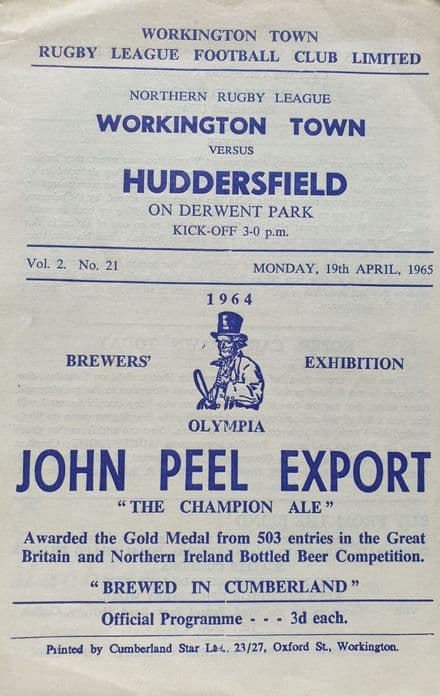 WORKINGTON TOWN
RUGBY LEAGUE FOOTBALL CLUB LIMITED
NORTHERN RUGBY LEAGUE
WORKINGTON TOWN
VERSUS
HUDDERSFIELD
ON DERWENT PARK
KICK-OFF 3-0 p.m.
Vol. 2. No. 21 MONDAY, 19th APRIL, 1965
1964
BREWERS' EXHIBITION
OLYMPIA
JOHN PEEL EXPORT
"THE CHAMPION ALE"
Awarded the Gold Medal from 503 entries in the Great
Britain and Northern Ireland Bottled Beer Competition.
"BREWED IN CUMBERLAND"
Official Programme - - - 3d each.
Printed by Cumberland Star Ltd. 23/27, Oxford St., Workington.